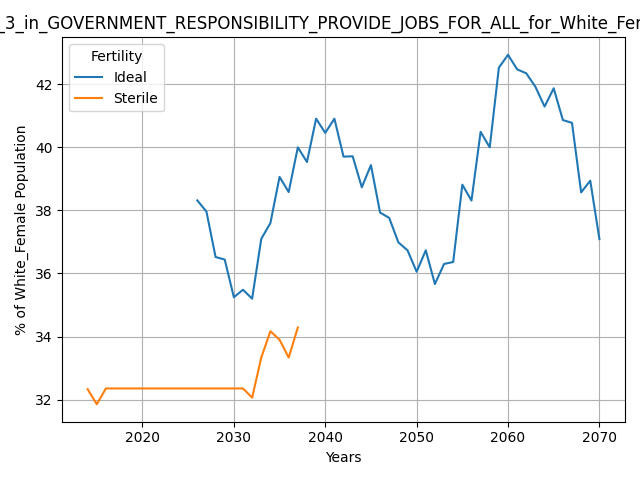 _3_in_GOVERNMENT_RESPONSIBILITY_PROVIDE_JOBS_FOR_ALL_for_White_Fer
Fertility
Ideal
Sterile
% of White_Female Population
42
40
38
36
34
32
2020 2030 2040 2050 2060 2070
Years